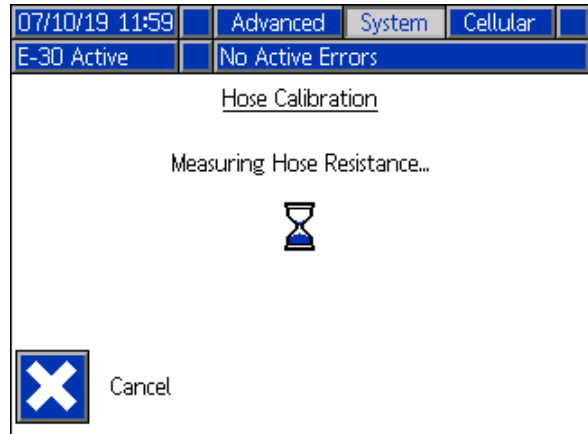 07/10/19 11:59 Advanced System Cellular
E-30 Active No Active Errors
Hose Calibration
Measuring Hose Resistance...
Cancel